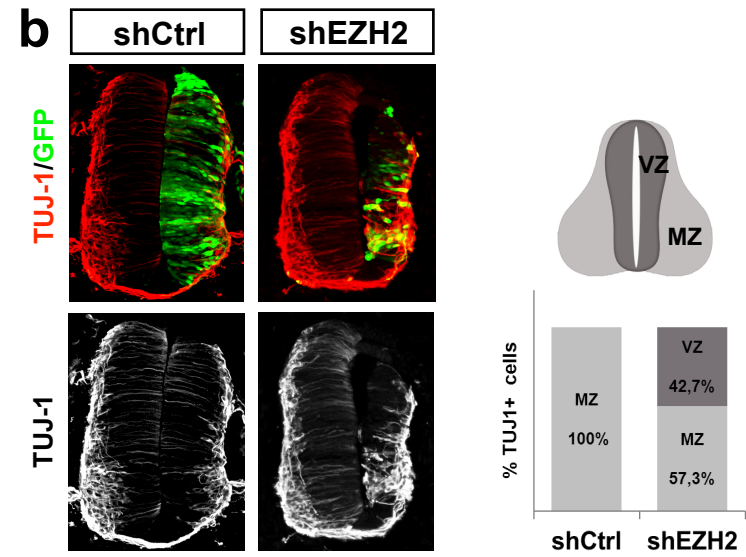 b
shCtrl
shEZH2
TUJ-1/GFP
TUJ-1
VZ
MZ
% TUJ1+ cells
MZ
100%
VZ
42,7%
MZ
57,3%
shCtrl
shEZH2